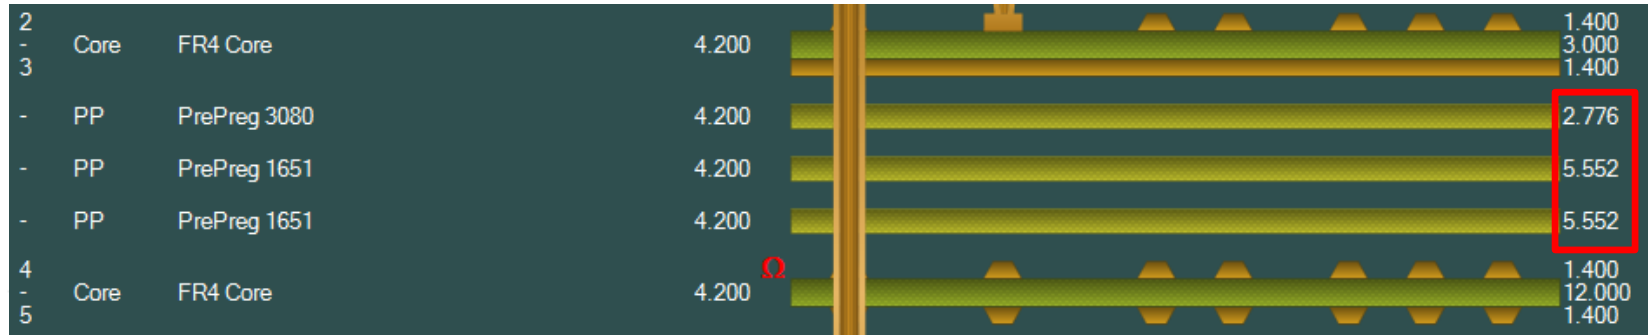 2 1.400
- Core FR4 Core 4.200 3.000
3 1.400
- PP PrePreg 3080 4.200 2.776
- PP PrePreg 1651 4.200 5.552
- PP PrePreg 1651 4.200 5.552
4 Ω 1.400
- Core FR4 Core 4.200 12.000
5 1.400